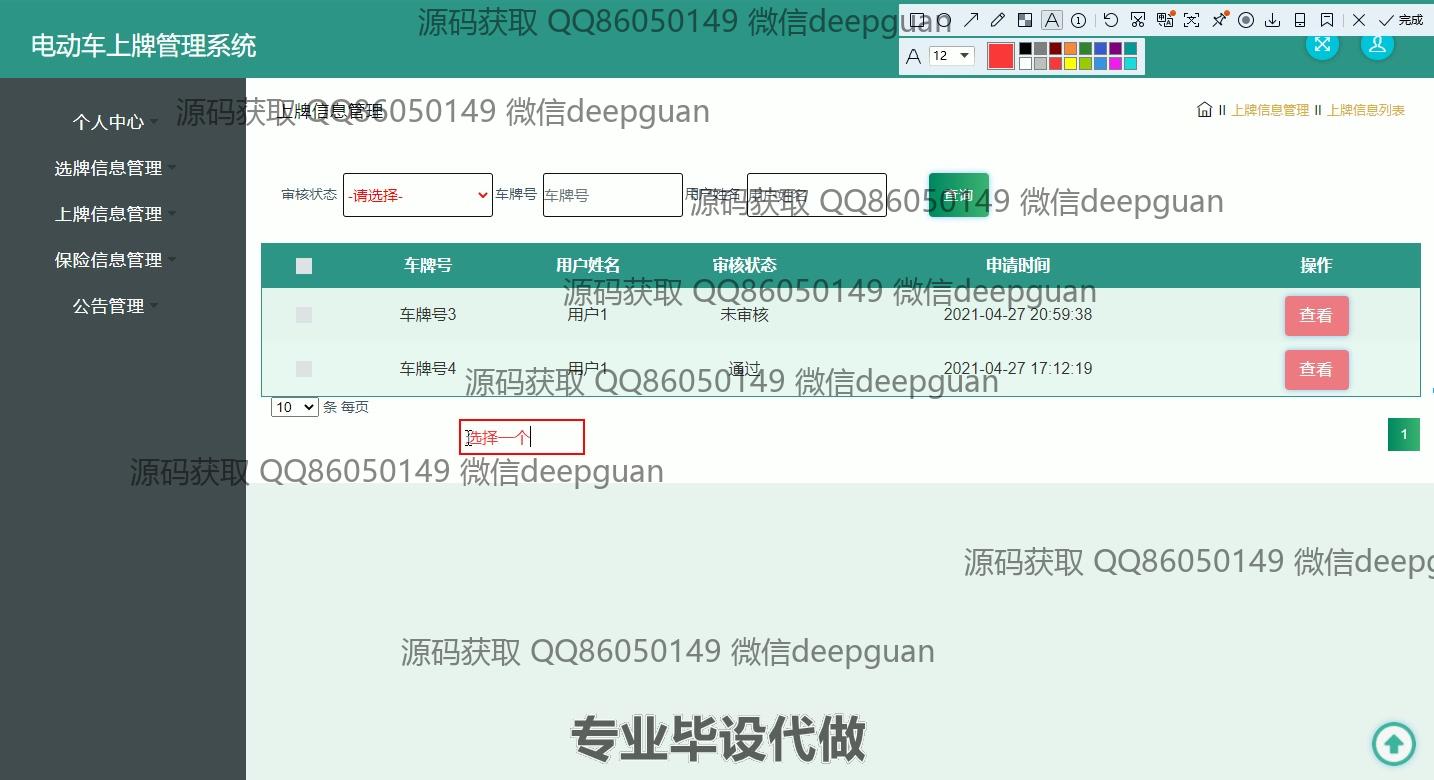 源码获取 QQ86050149 微信deepguan
完成
电动车上牌管理系统
A 12
个人中心
选牌信息管理
上牌信息管理
保险信息管理
公告管理
源码获取 QQ86050149 微信deepguan
上牌信息管理
上牌信息管理 II 上牌信息列表
审核状态 -请选择- 车牌号 车牌号 用户姓名 用户姓名 查询
源码获取 QQ86050149 微信deepguan
车牌号 用户姓名 审核状态 申请时间 操作
源码获取 QQ86050149 微信deepguan
车牌号3 用户1 未审核 2021-04-27 20:59:38 查看
车牌号4 用户1 通过 2021-04-27 17:12:19 查看
源码获取 QQ86050149 微信deepguan
10 条 每页
选择一个
1
源码获取 QQ86050149 微信deepguan
源码获取 QQ86050149 微信deepg
源码获取 QQ86050149 微信deepguan
专业毕设代做